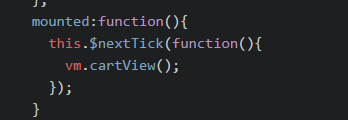 },
mounted:function(){
  this.$nextTick(function(){
    vm.cartView();
  });
}